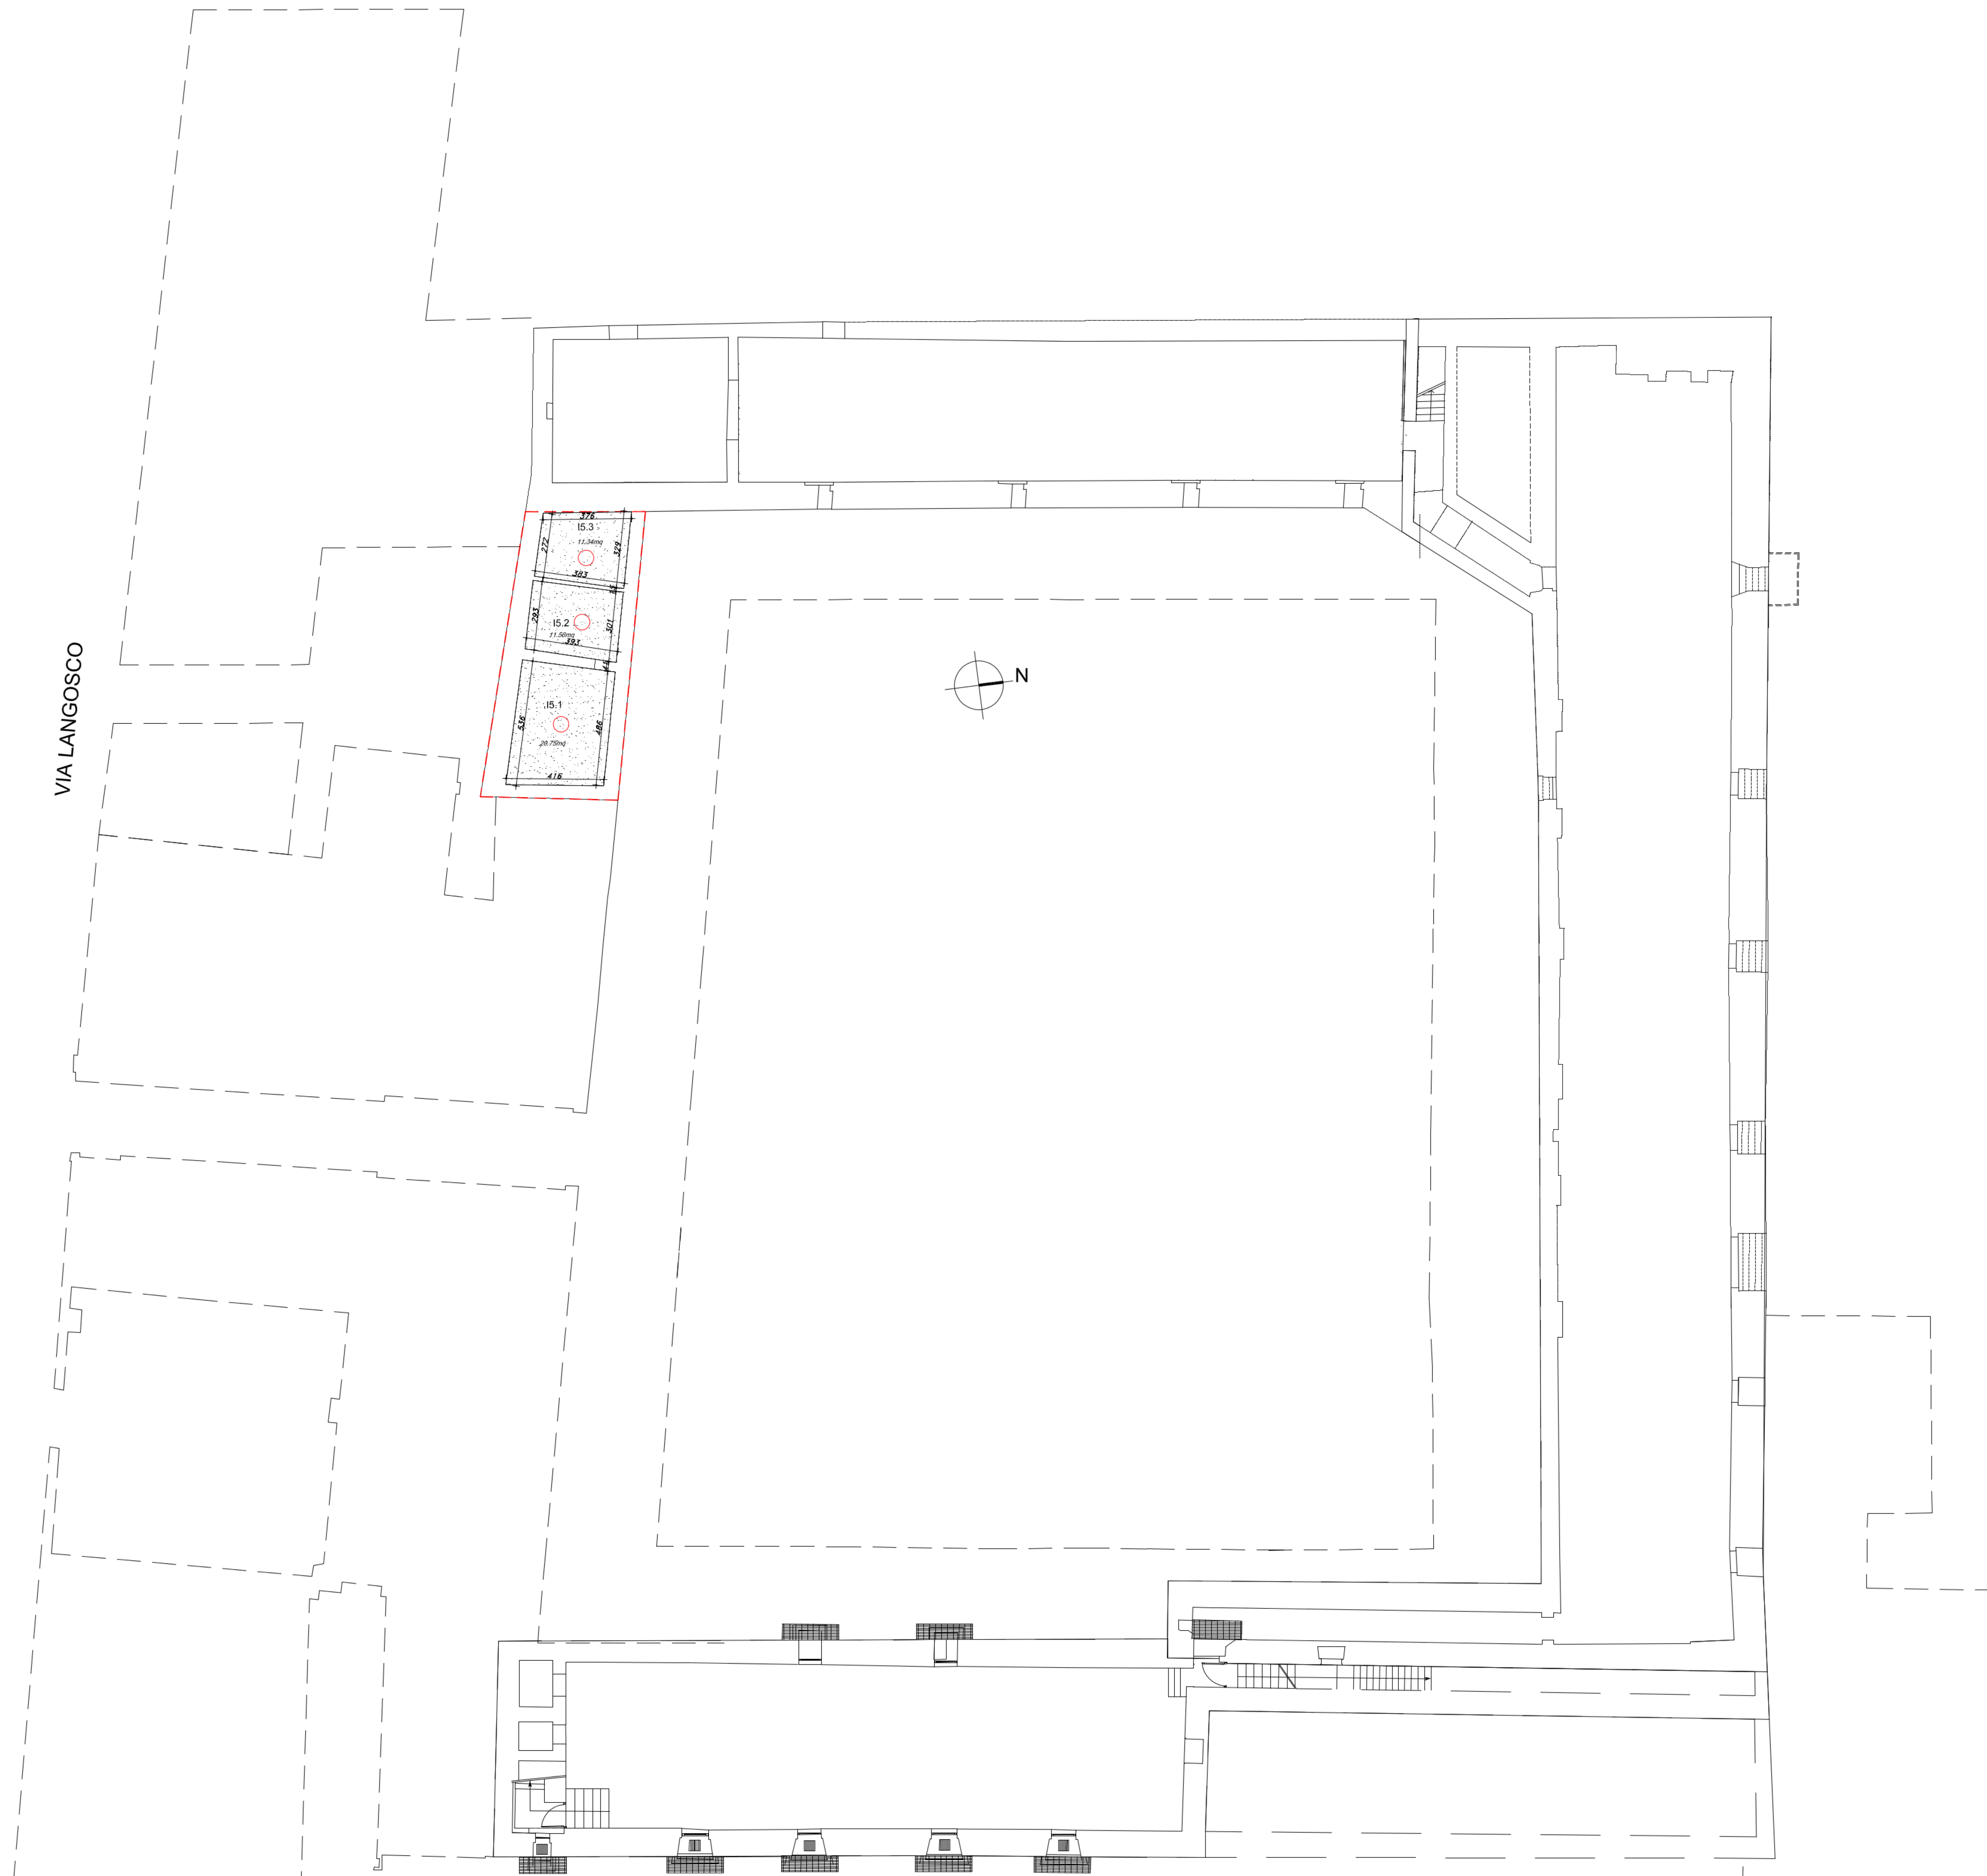 376
I5.3
11.34mq
272
329
383
293
I5.2
301
11.56mq
393
I5.1
536
486
20.75mq
416
VIA LANGOSCO
N